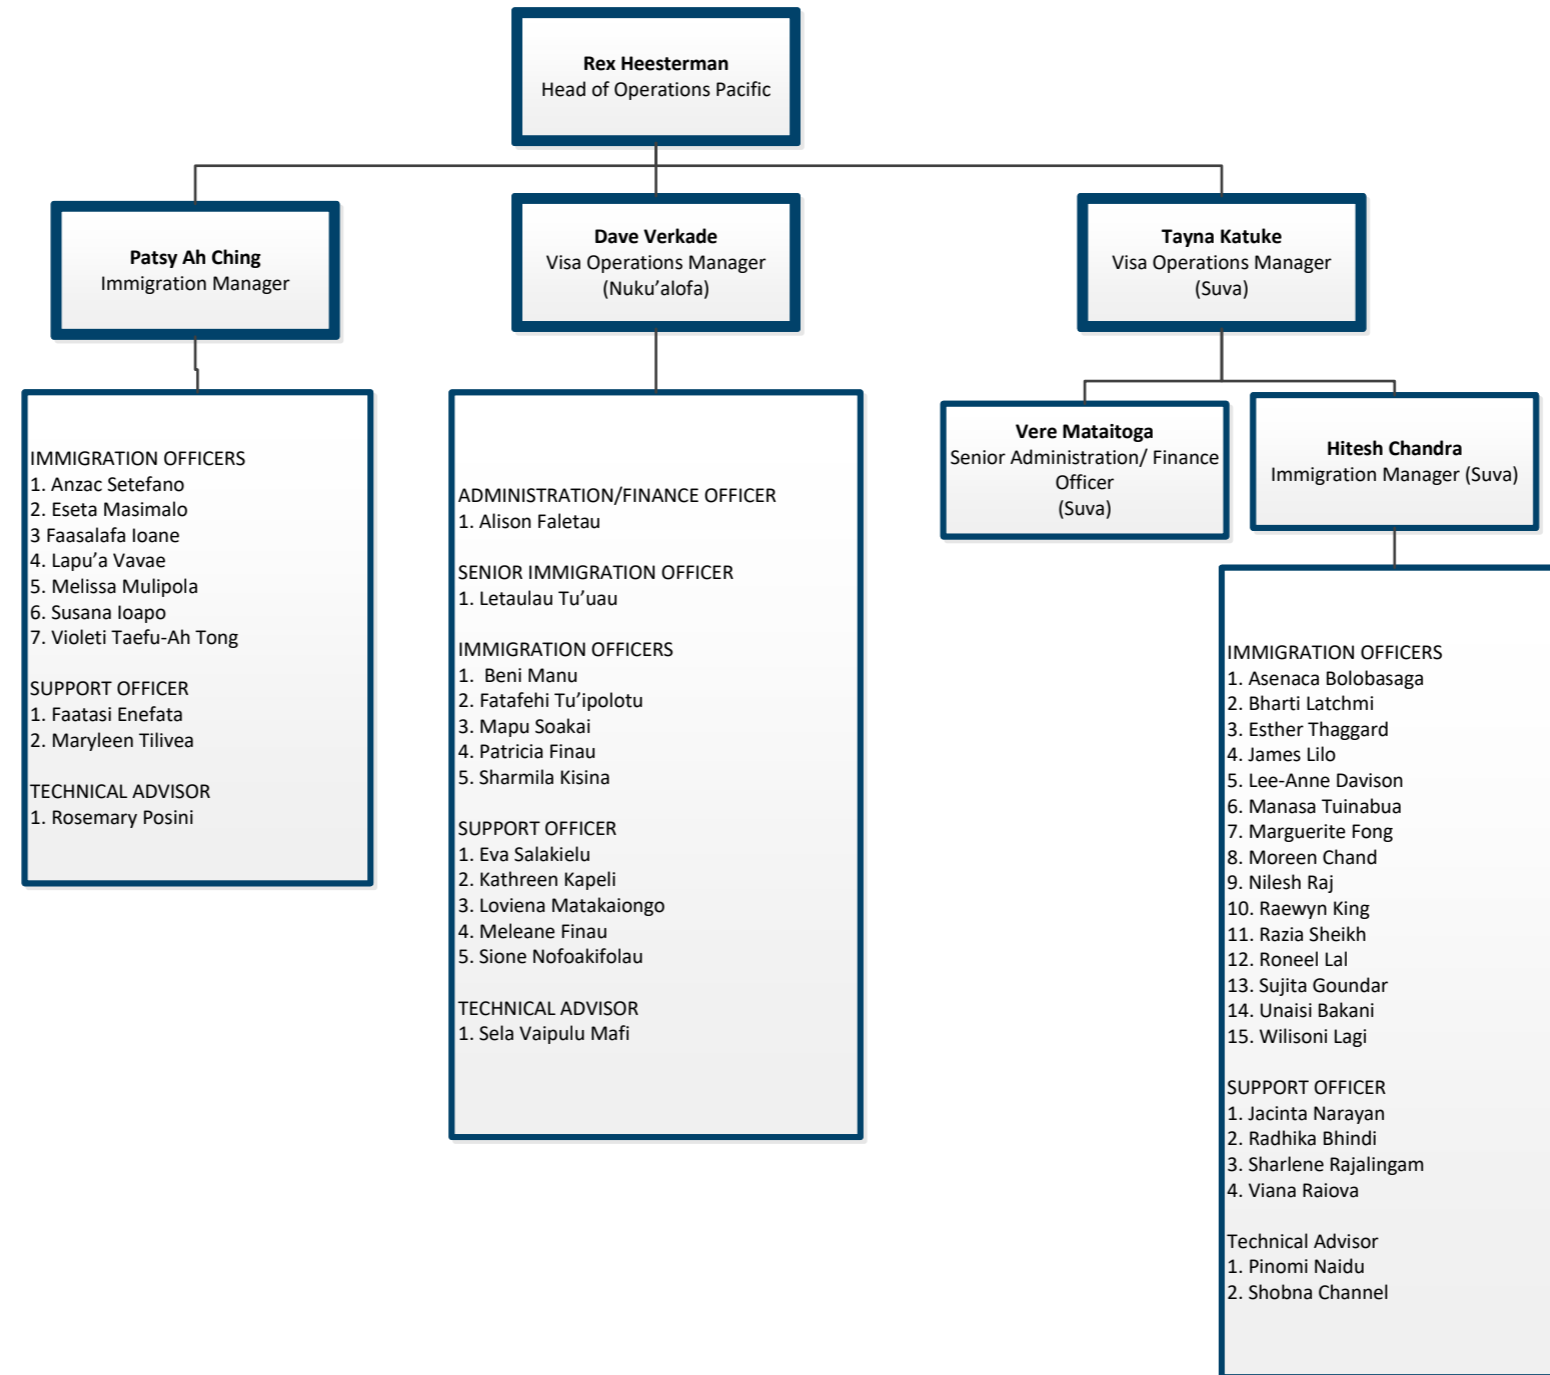 Rex Heesterman
Head of Operations Pacific
Patsy Ah Ching
Immigration Manager
Dave Verkade
Visa Operations Manager
(Nuku’alofa)
Tayna Katuke
Visa Operations Manager
(Suva)
IMMIGRATION OFFICERS
1. Anzac Setefano
2. Eseta Masimalo
3 Faasalafa Ioane
4. Lapu’a Vavae
5. Melissa Mulipola
6. Susana Ioapo
7. Violeti Taefu-Ah Tong
SUPPORT OFFICER
1. Faatasi Enefata
2. Maryleen Tilivea
TECHNICAL ADVISOR
1. Rosemary Posini
ADMINISTRATION/FINANCE OFFICER
1. Alison Faletau
SENIOR IMMIGRATION OFFICER
1. Letaulau Tu’uau
IMMIGRATION OFFICERS
1.  Beni Manu
2. Fatafehi Tu’ipolotu
3. Mapu Soakai
4. Patricia Finau
5. Sharmila Kisina
SUPPORT OFFICER
1. Eva Salakielu
2. Kathreen Kapeli
3. Loviena Matakaiongo
4. Meleane Finau
5. Sione Nofoakifolau
TECHNICAL ADVISOR
1. Sela Vaipulu Mafi
Vere Mataitoga
Senior Administration/ Finance
Officer
(Suva)
Hitesh Chandra
Immigration Manager (Suva)
IMMIGRATION OFFICERS
1. Asenaca Bolobasaga
2. Bharti Latchmi
3. Esther Thaggard
4. James Lilo
5. Lee-Anne Davison
6. Manasa Tuinabua
7. Marguerite Fong
8. Moreen Chand
9. Nilesh Raj
10. Raewyn King
11. Razia Sheikh
12. Roneel Lal
13. Sujita Goundar
14. Unaisi Bakani
15. Wilisoni Lagi
SUPPORT OFFICER
1. Jacinta Narayan
2. Radhika Bhindi
3. Sharlene Rajalingam
4. Viana Raiova
Technical Advisor
1. Pinomi Naidu
2. Shobna Channel